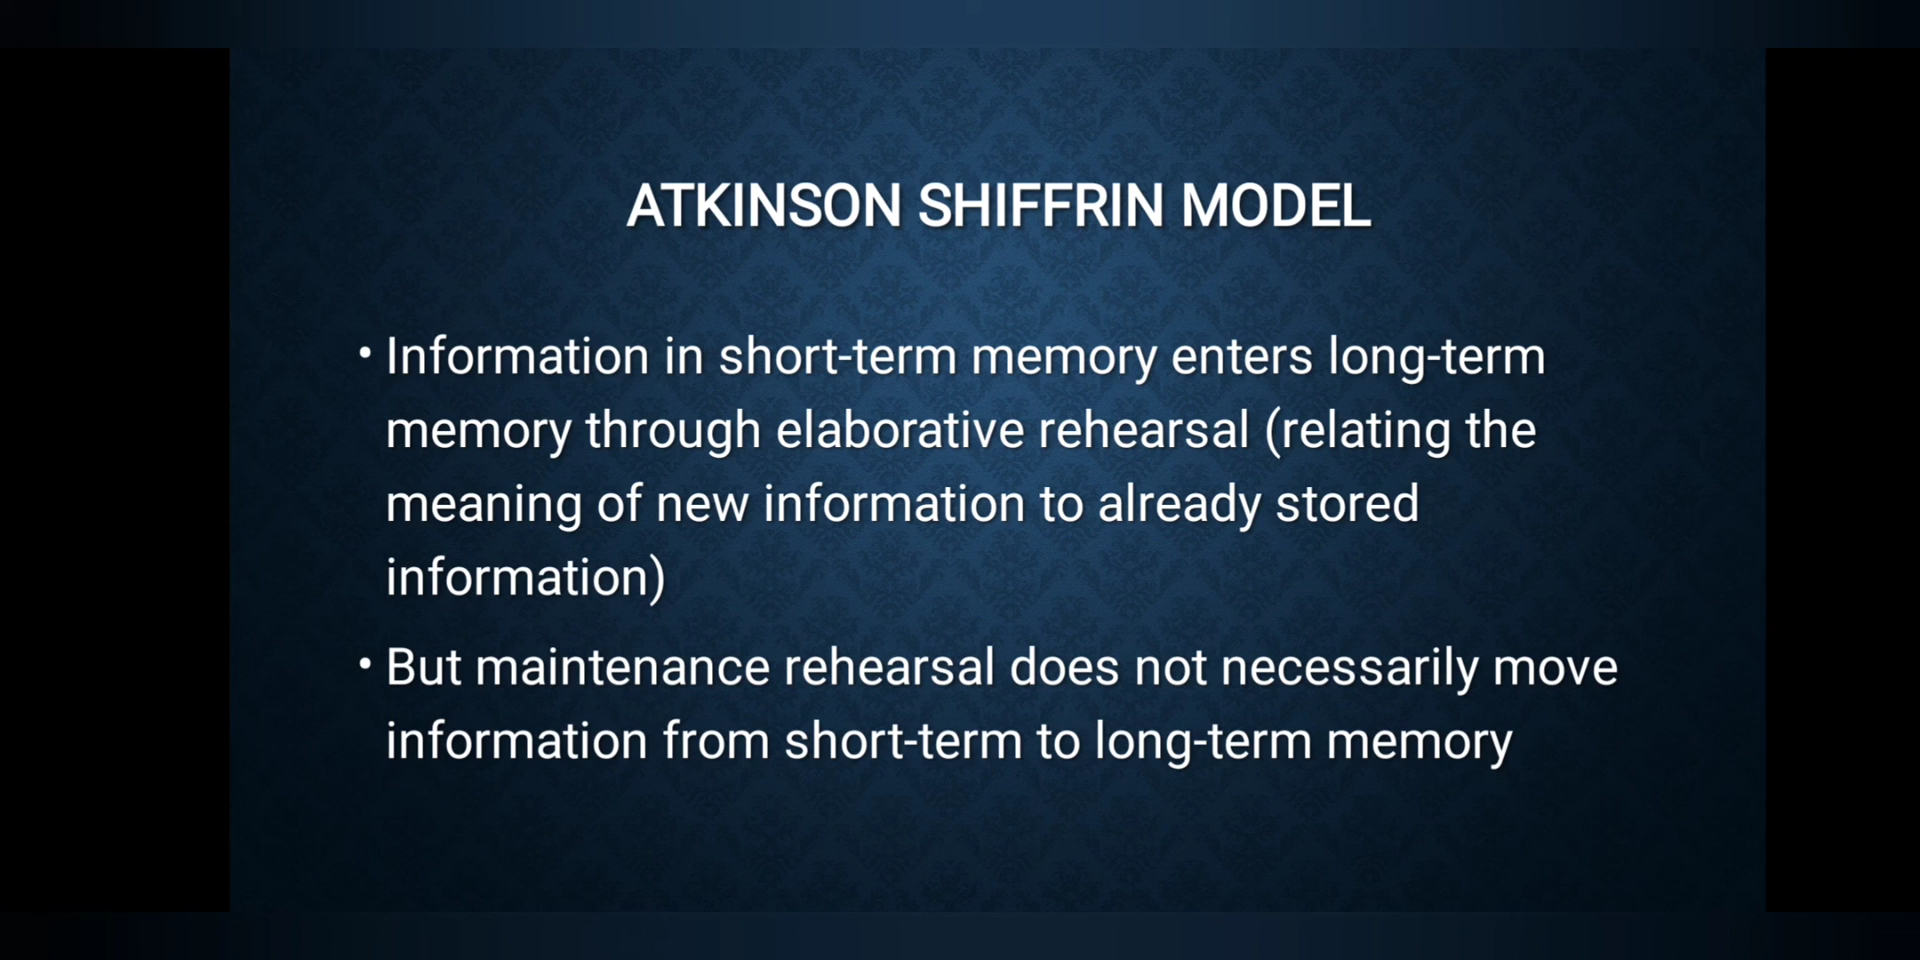 ATKINSON SHIFFRIN MODEL
• Information in short-term memory enters long-term
memory through elaborative rehearsal (relating the
meaning of new information to already stored
information)
• But maintenance rehearsal does not necessarily move
information from short-term to long-term memory